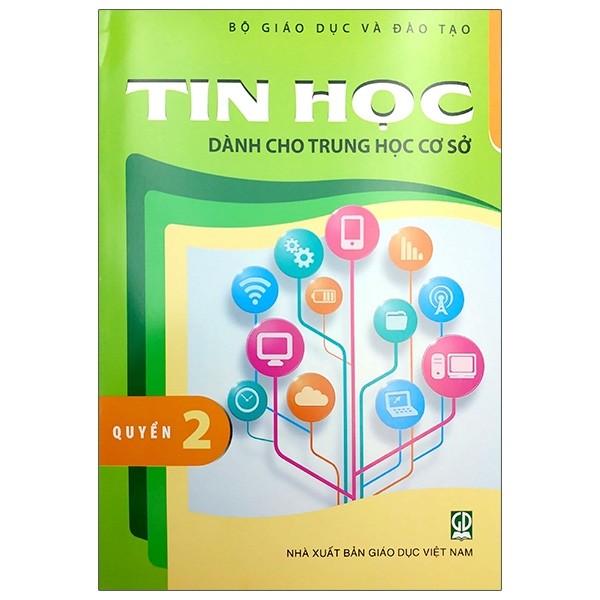 BỘ GIÁO DỤC VÀ ĐÀO TẠO
TIN HỌC
DÀNH CHO TRUNG HỌC CƠ SỞ
QUYỂN 2
GD
NHÀ XUẤT BẢN GIÁO DỤC VIỆT NAM